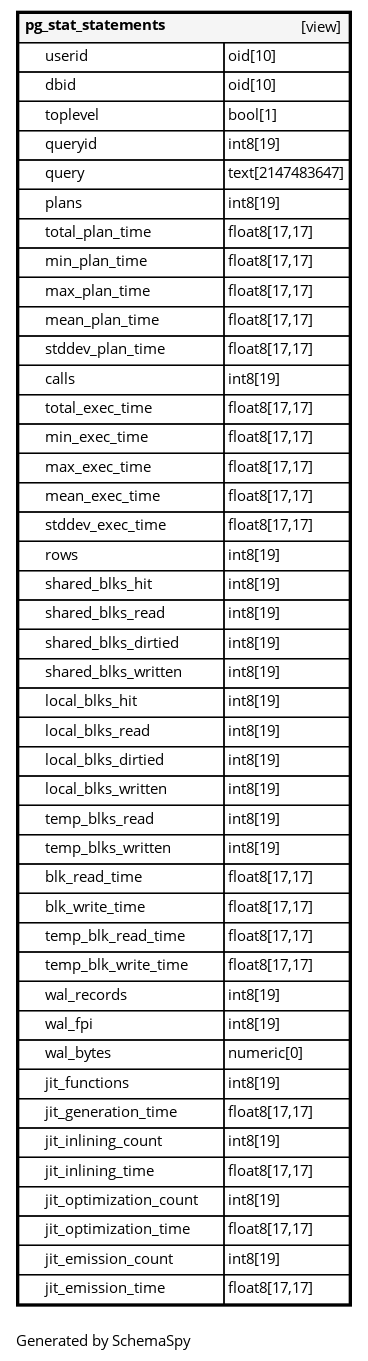 pg_stat_statements [view]
userid oid[10]
dbid oid[10]
toplevel bool[1]
queryid int8[19]
query text[2147483647]
plans int8[19]
total_plan_time float8[17,17]
min_plan_time float8[17,17]
max_plan_time float8[17,17]
mean_plan_time float8[17,17]
stddev_plan_time float8[17,17]
calls int8[19]
total_exec_time float8[17,17]
min_exec_time float8[17,17]
max_exec_time float8[17,17]
mean_exec_time float8[17,17]
stddev_exec_time float8[17,17]
rows int8[19]
shared_blks_hit int8[19]
shared_blks_read int8[19]
shared_blks_dirtied int8[19]
shared_blks_written int8[19]
local_blks_hit int8[19]
local_blks_read int8[19]
local_blks_dirtied int8[19]
local_blks_written int8[19]
temp_blks_read int8[19]
temp_blks_written int8[19]
blk_read_time float8[17,17]
blk_write_time float8[17,17]
temp_blk_read_time float8[17,17]
temp_blk_write_time float8[17,17]
wal_records int8[19]
wal_fpi int8[19]
wal_bytes numeric[0]
jit_functions int8[19]
jit_generation_time float8[17,17]
jit_inlining_count int8[19]
jit_inlining_time float8[17,17]
jit_optimization_count int8[19]
jit_optimization_time float8[17,17]
jit_emission_count int8[19]
jit_emission_time float8[17,17]
Generated by SchemaSpy